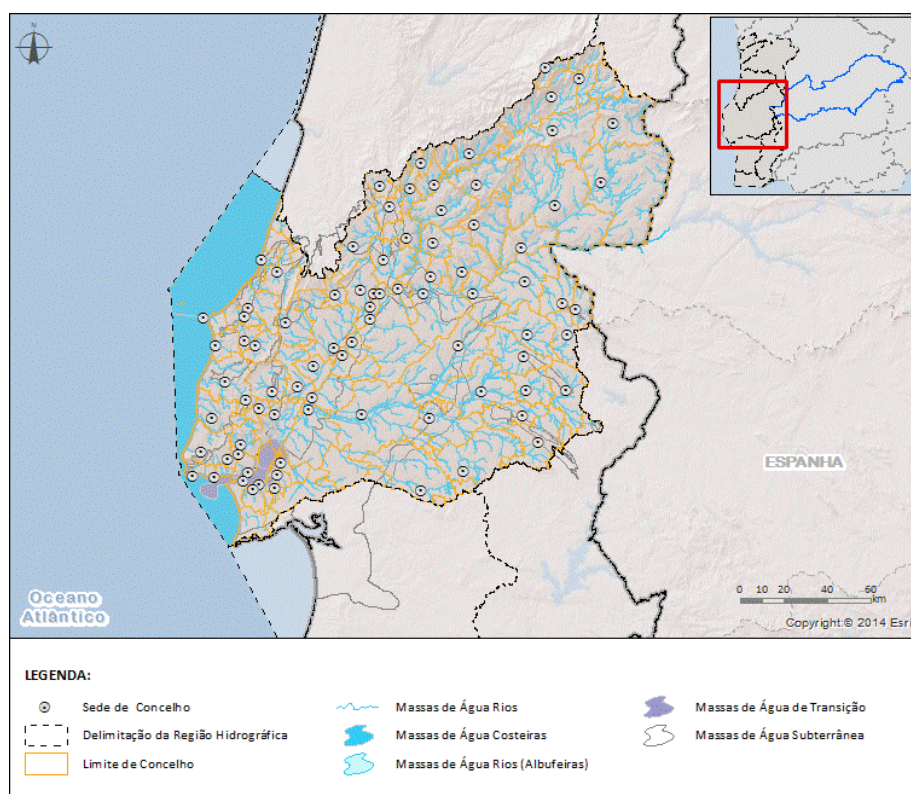 N
ESPANHA
Oceano
Atlântico
0 10 20 40 60
km
Copyright:© 2014 Esri
LEGENDA:
Sede de Concelho
Delimitação da Região Hidrográfica
Limite de Concelho
Massas de Água Rios
Massas de Água Costeiras
Massas de Água Rios (Albufeiras)
Massas de Água de Transição
Massas de Água Subterrânea